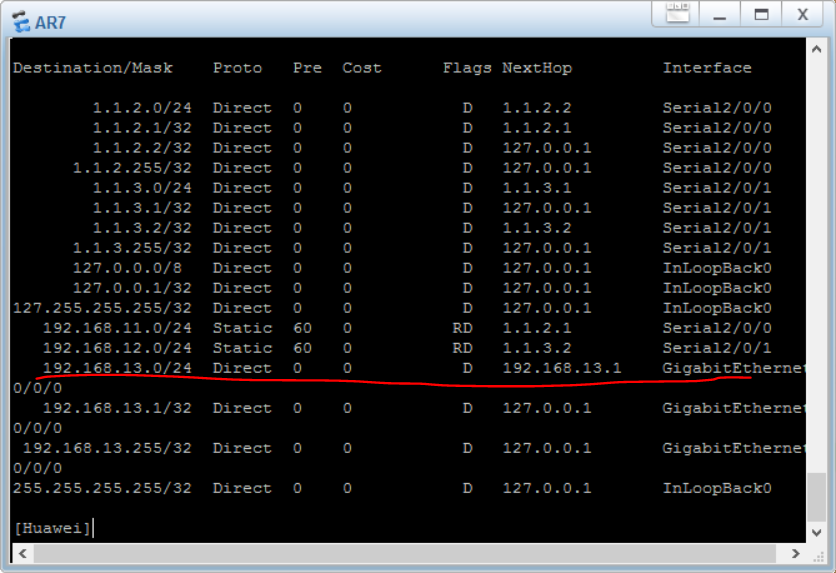 AR7
Destination/Mask    Proto   Pre  Cost      Flags NextHop         Interface
1.1.2.0/24  Direct  0    0           D   1.1.2.2         Serial2/0/0
1.1.2.1/32  Direct  0    0           D   1.1.2.1         Serial2/0/0
1.1.2.2/32  Direct  0    0           D   127.0.0.1       Serial2/0/0
1.1.2.255/32  Direct  0    0           D   127.0.0.1       Serial2/0/0
1.1.3.0/24  Direct  0    0           D   1.1.3.1         Serial2/0/1
1.1.3.1/32  Direct  0    0           D   127.0.0.1       Serial2/0/1
1.1.3.2/32  Direct  0    0           D   1.1.3.2         Serial2/0/1
1.1.3.255/32  Direct  0    0           D   127.0.0.1       Serial2/0/1
127.0.0.0/8   Direct  0    0           D   127.0.0.1       InLoopBack0
127.0.0.1/32  Direct  0    0           D   127.0.0.1       InLoopBack0
127.255.255.255/32  Direct  0    0           D   127.0.0.1       InLoopBack0
192.168.11.0/24  Static  60   0          RD   1.1.2.1         Serial2/0/0
192.168.12.0/24  Static  60   0          RD   1.1.3.2         Serial2/0/1
192.168.13.0/24  Direct  0    0           D   192.168.13.1    GigabitEthernet
0/0/0
192.168.13.1/32  Direct  0    0           D   127.0.0.1       GigabitEthernet
0/0/0
192.168.13.255/32  Direct  0    0           D   127.0.0.1       GigabitEthernet
0/0/0
255.255.255.255/32  Direct  0    0           D   127.0.0.1       InLoopBack0
[Huawei]